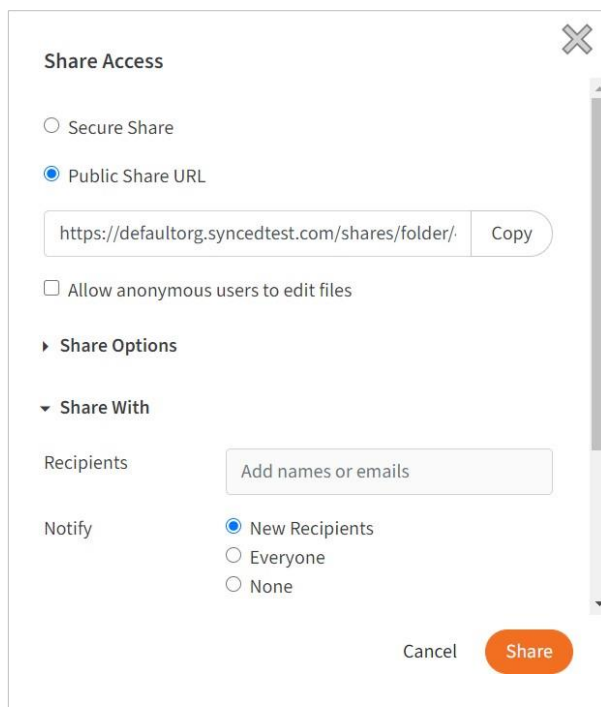 Share Access
Secure Share
Public Share URL
https://defaultorg.syncedtest.com/shares/folder/ Copy
Allow anonymous users to edit files
Share Options
Share With
Recipients Add names or emails
Notify New Recipients
Everyone
None
Cancel Share